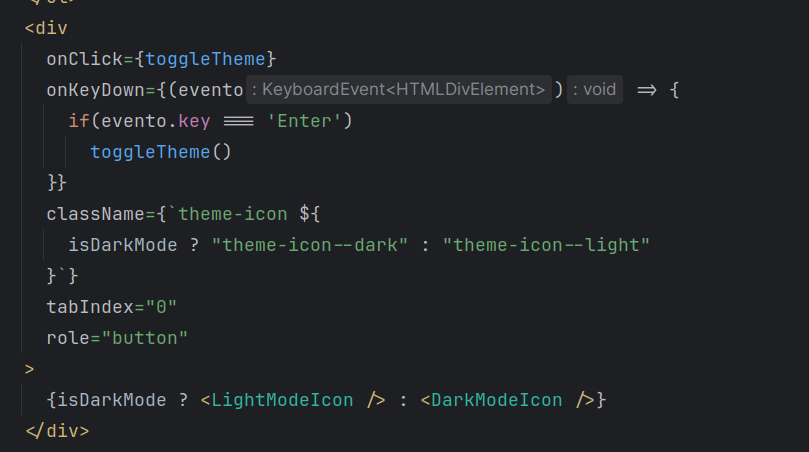 </ol>
<div
onClick={toggleTheme}
onKeyDown={(evento : KeyboardEvent<HTMLDivElement> ) : void => {
if(evento.key === 'Enter')
toggleTheme()
}}
className={`theme-icon ${
isDarkMode ? "theme-icon--dark" : "theme-icon--light"
}`}
tabIndex="0"
role="button"
>
{isDarkMode ? <LightModeIcon /> : <DarkModeIcon />}
</div>